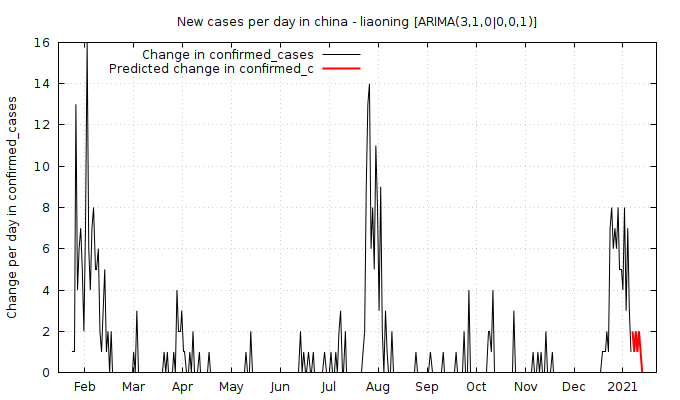 New cases per day in china - liaoning [ARIMA(3,1,0|0,0,1)]
Change in confirmed_cases
Predicted change in confirmed_c
Change per day in confirmed_cases
16
14
12
10
8
6
4
2
0
Feb Mar Apr May Jun Jul Aug Sep Oct Nov Dec 2021